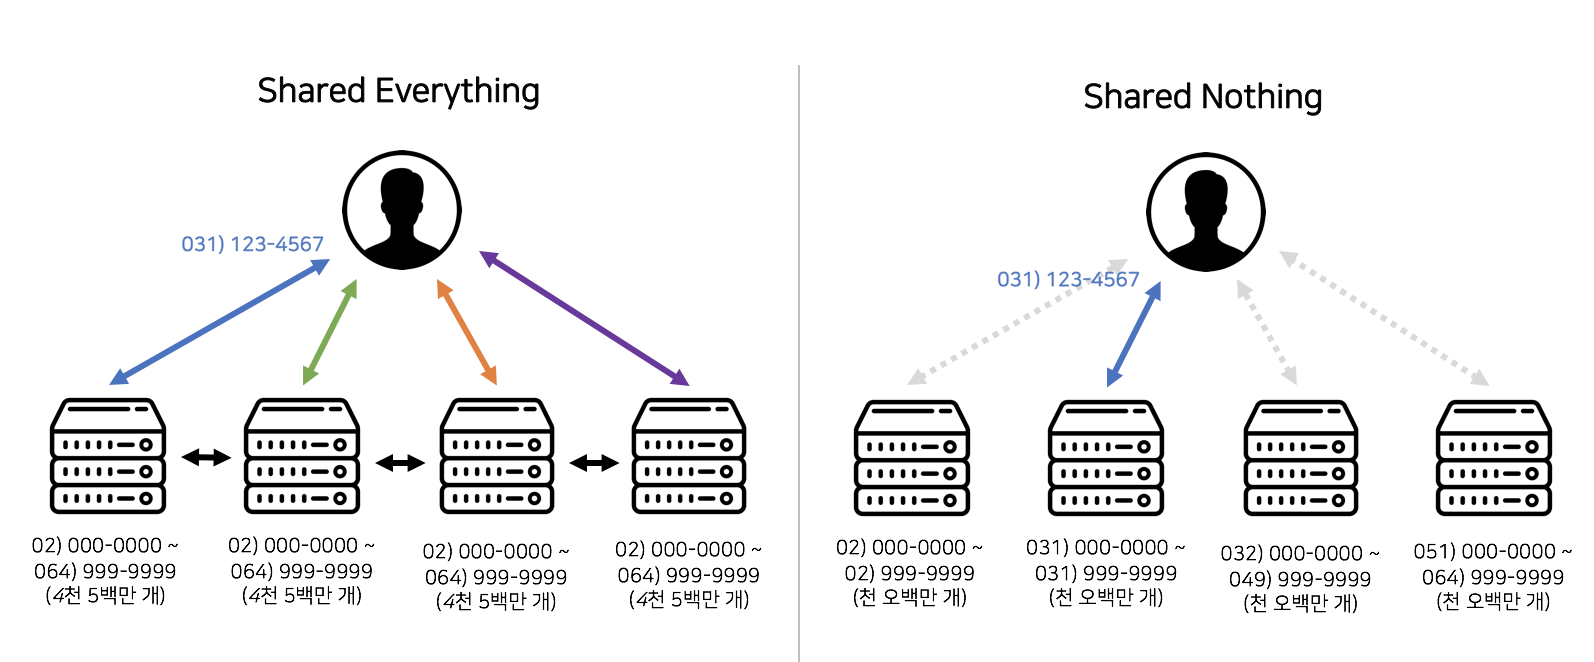 Shared Everything
031) 123-4567
02) 000-0000 ~
064) 999-9999
(4천 5백만 개)
02) 000-0000 ~
064) 999-9999
(4천 5백만 개)
02) 000-0000 ~
064) 999-9999
(4천 5백만 개)
02) 000-0000 ~
064) 999-9999
(4천 5백만 개)
Shared Nothing
031) 123-4567
02) 000-0000 ~
02) 999-9999
(천 오백만 개)
031) 000-0000 ~
031) 999-9999
(천 오백만 개)
032) 000-0000 ~
049) 999-9999
(천 오백만 개)
051) 000-0000 ~
064) 999-9999
(천 오백만 개)